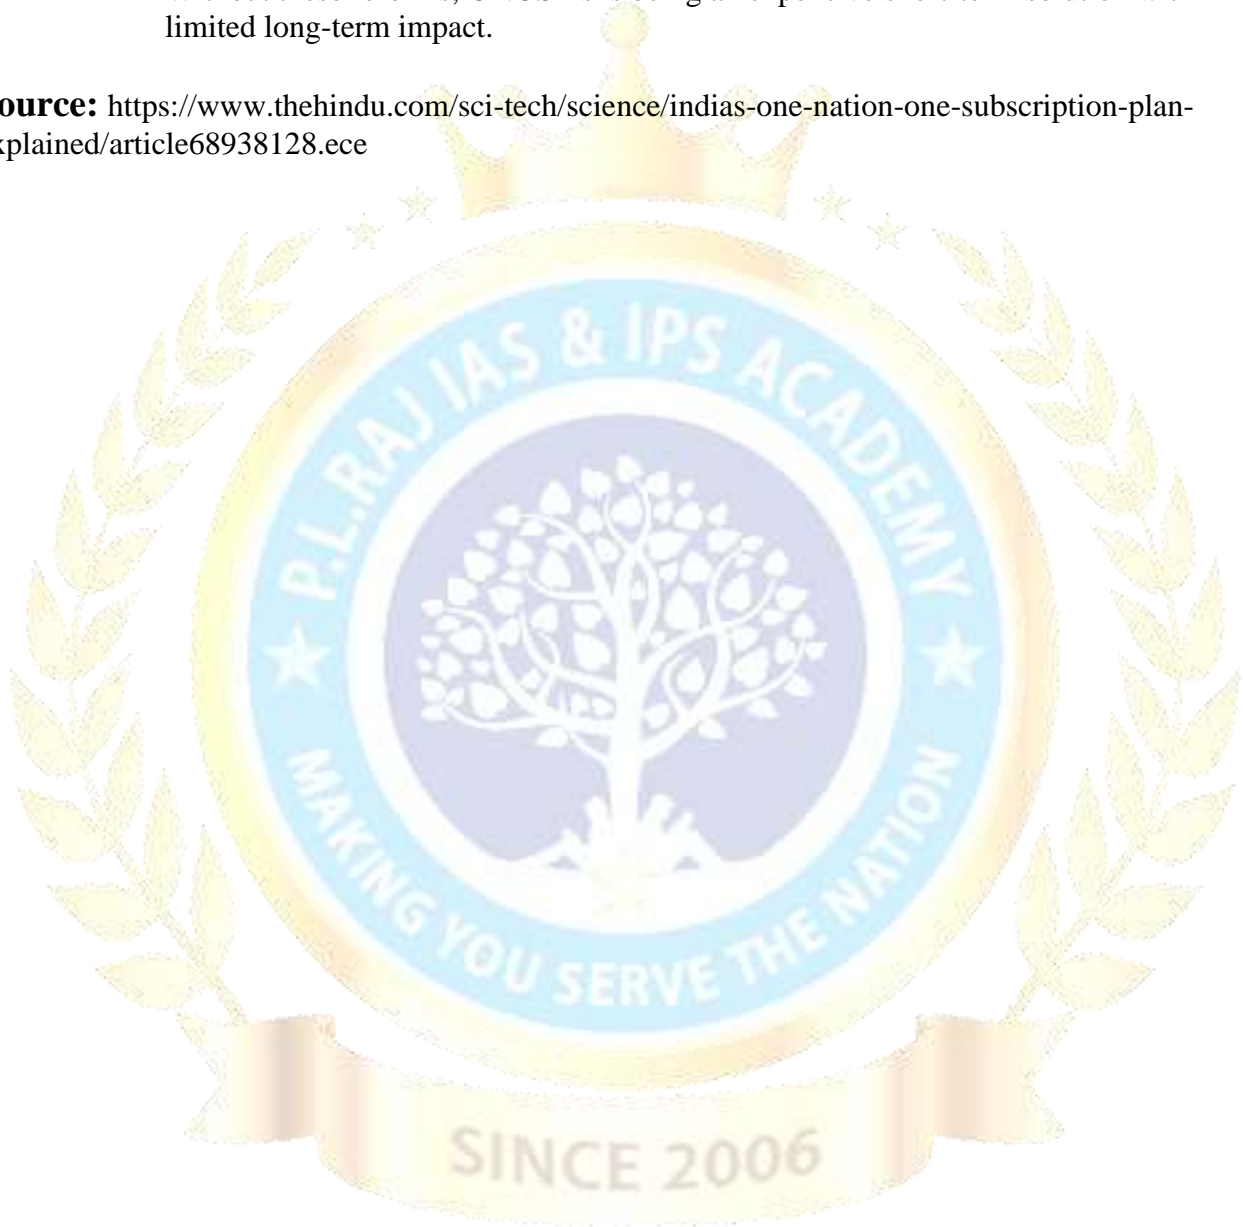 limited long-term impact.
ource: https://www.thehindu.com/sci-tech/science/indias-one-nation-one-subscription-plan-
xplained/article68938128.ece
P.L.RAJ IAS & IPS ACADEMY
MAKING YOU SERVE THE NATION
SINCE 2006